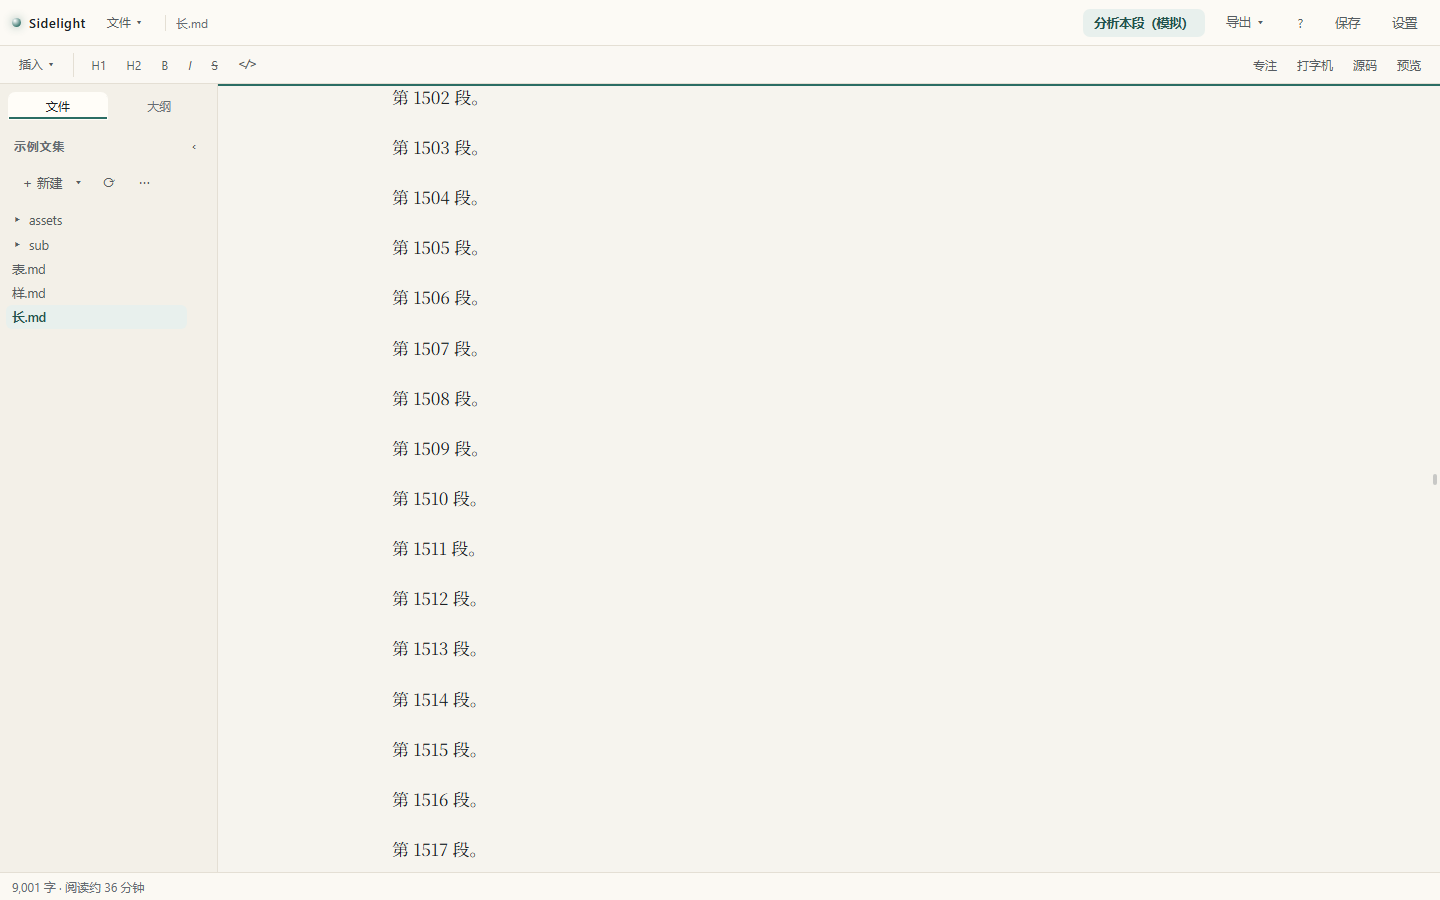 Sidelight 文件 长.md 分析本段（模拟） 导出 ? 保存 设置
插入 H1 H2 B I S </> 专注 打字机 源码 预览
文件 大纲
示例文集
+ 新建 ...
assets
sub
表.md
样.md
长.md
第 1502 段。
第 1503 段。
第 1504 段。
第 1505 段。
第 1506 段。
第 1507 段。
第 1508 段。
第 1509 段。
第 1510 段。
第 1511 段。
第 1512 段。
第 1513 段。
第 1514 段。
第 1515 段。
第 1516 段。
第 1517 段。
9,001 字 · 阅读约 36 分钟